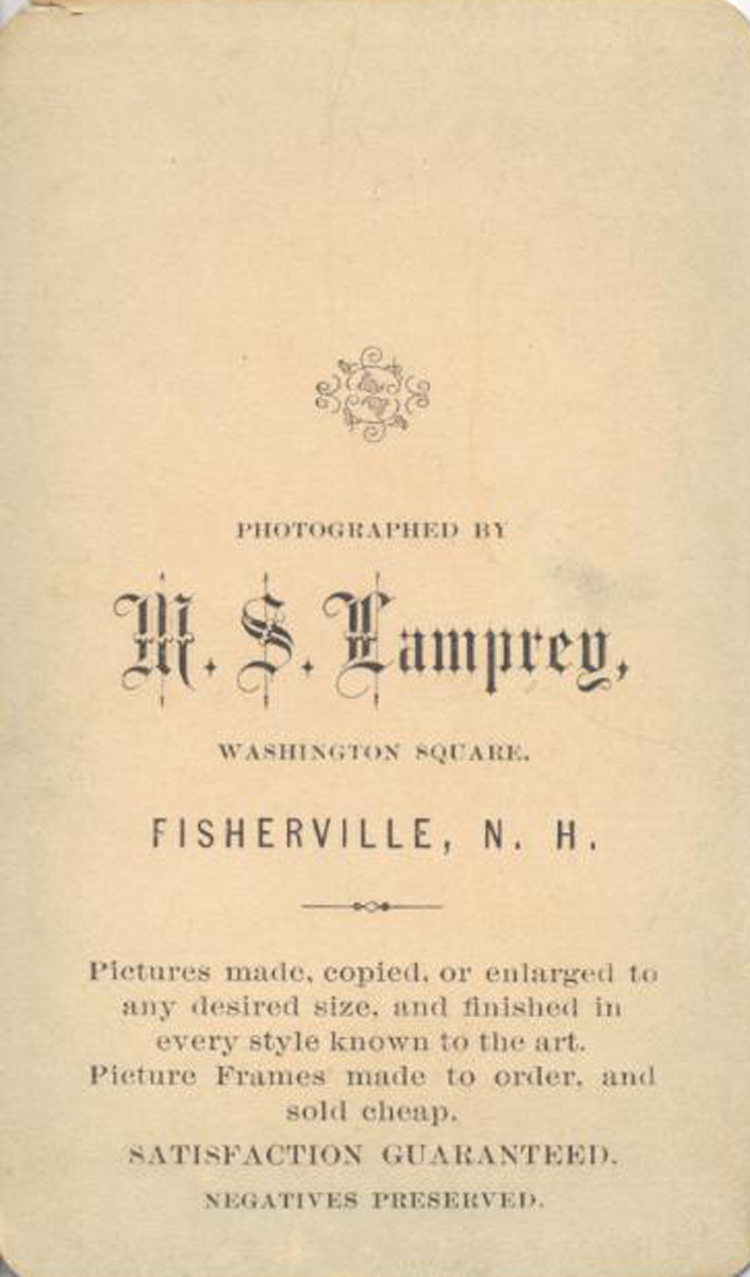 PHOTOGRAPHED BY
M. S. Lamprey,
WASHINGTON SQUARE.
FISHERVILLE, N. H.
Pictures made, copied, or enlarged to
any desired size, and finished in
every style known to the art.
Picture Frames made to order, and
sold cheap.
SATISFACTION GUARANTEED.
NEGATIVES PRESERVED.